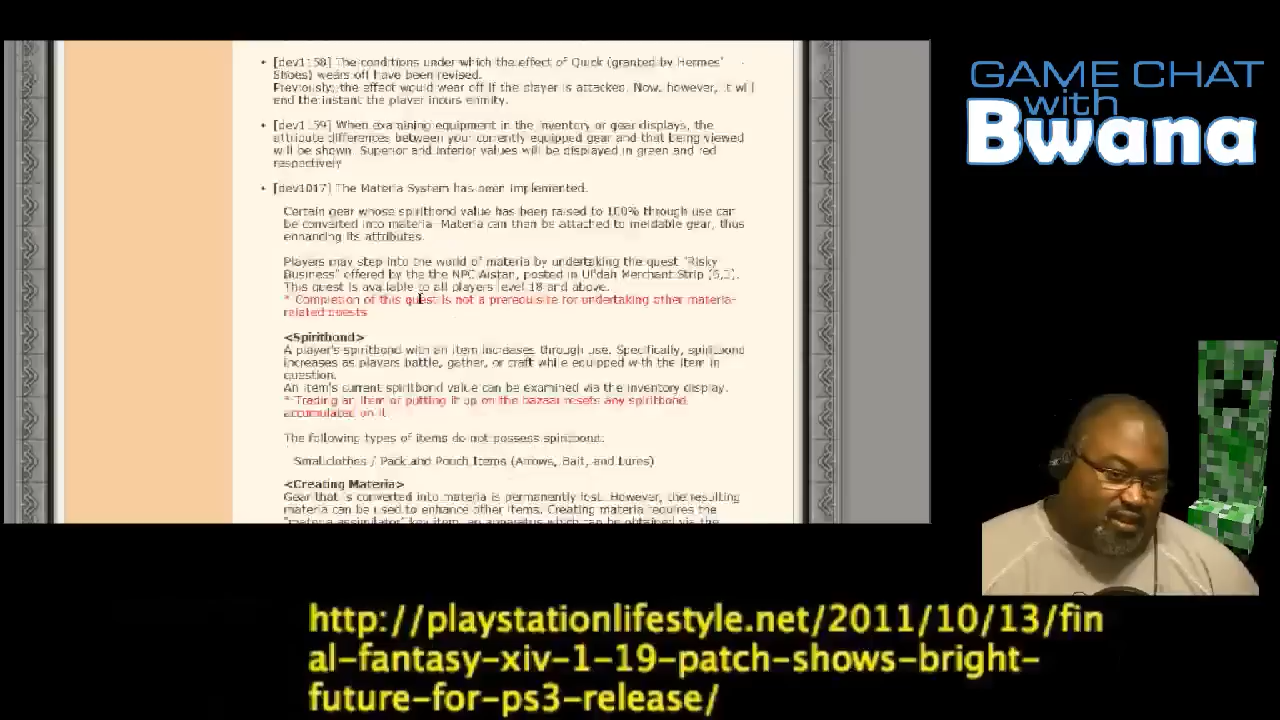 [dev1158] The conditions under which the effect of Quick (granted by Hermes'
Shoes) wears off have been revised.
Previously, the effect would wear off if the player is attacked. Now, however, it will
end the instant the player incurs enmity.
[dev1159] When examining equipment in the inventory or gear displays, the
attribute differences between your currently equipped gear and that being viewed
will be shown. Superior and inferior values will be displayed in green and red
respectively
[dev1017] The Materia System has been implemented.
Certain gear whose spiritbond value has been raised to 100% through use can
be converted into materia. Materia can then be attached to meldable gear, thus
enhancing its attributes.
Players may step into the world of materia by undertaking the quest "Risky
Business" offered by the the NPC Aistan, posted in Ul'dah Merchant Strip (6,3).
This quest is available to all players level 18 and above.
* Completion of this quest is not a prerequisite for undertaking other materia-
related quests
<Spiritbond>
A player's spiritbond with an item increases through use. Specifically, spiritbond
increases as players battle, gather, or craft while equipped with the item in
question.
An item's current spiritbond value can be examined via the inventory display.
* Trading an item or putting it up on the bazaar resets any spiritbond
accumulated on it.
The following types of items do not possess spiritbond:
Smallclothes / Pack and Pouch Items (Arrows, Bait, and Lures)
<Creating Materia>
Gear that is converted into materia is permanently lost. However, the resulting
materia can be used to enhance other items. Creating materia requires the
"materia assimilator" key item, an apparatus which can be obtained via the
GAME CHAT
with
Bwana
http://playstationlifestyle.net/2011/10/13/fin
al-fantasy-xiv-1-19-patch-shows-bright-
future-for-ps3-release/